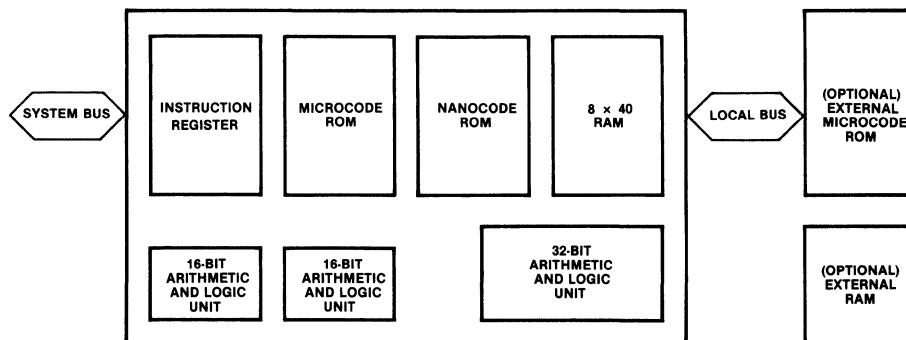 SYSTEM BUS
INSTRUCTION
REGISTER
MICROCODE
ROM
NANOCODE
ROM
8 × 40
RAM
LOCAL BUS
(OPTIONAL)
EXTERNAL
MICROCODE
ROM
16-BIT
ARITHMETIC
AND LOGIC
UNIT
16-BIT
ARITHMETIC
AND LOGIC
UNIT
32-BIT
ARITHMETIC
AND LOGIC
UNIT
(OPTIONAL)
EXTERNAL
RAM